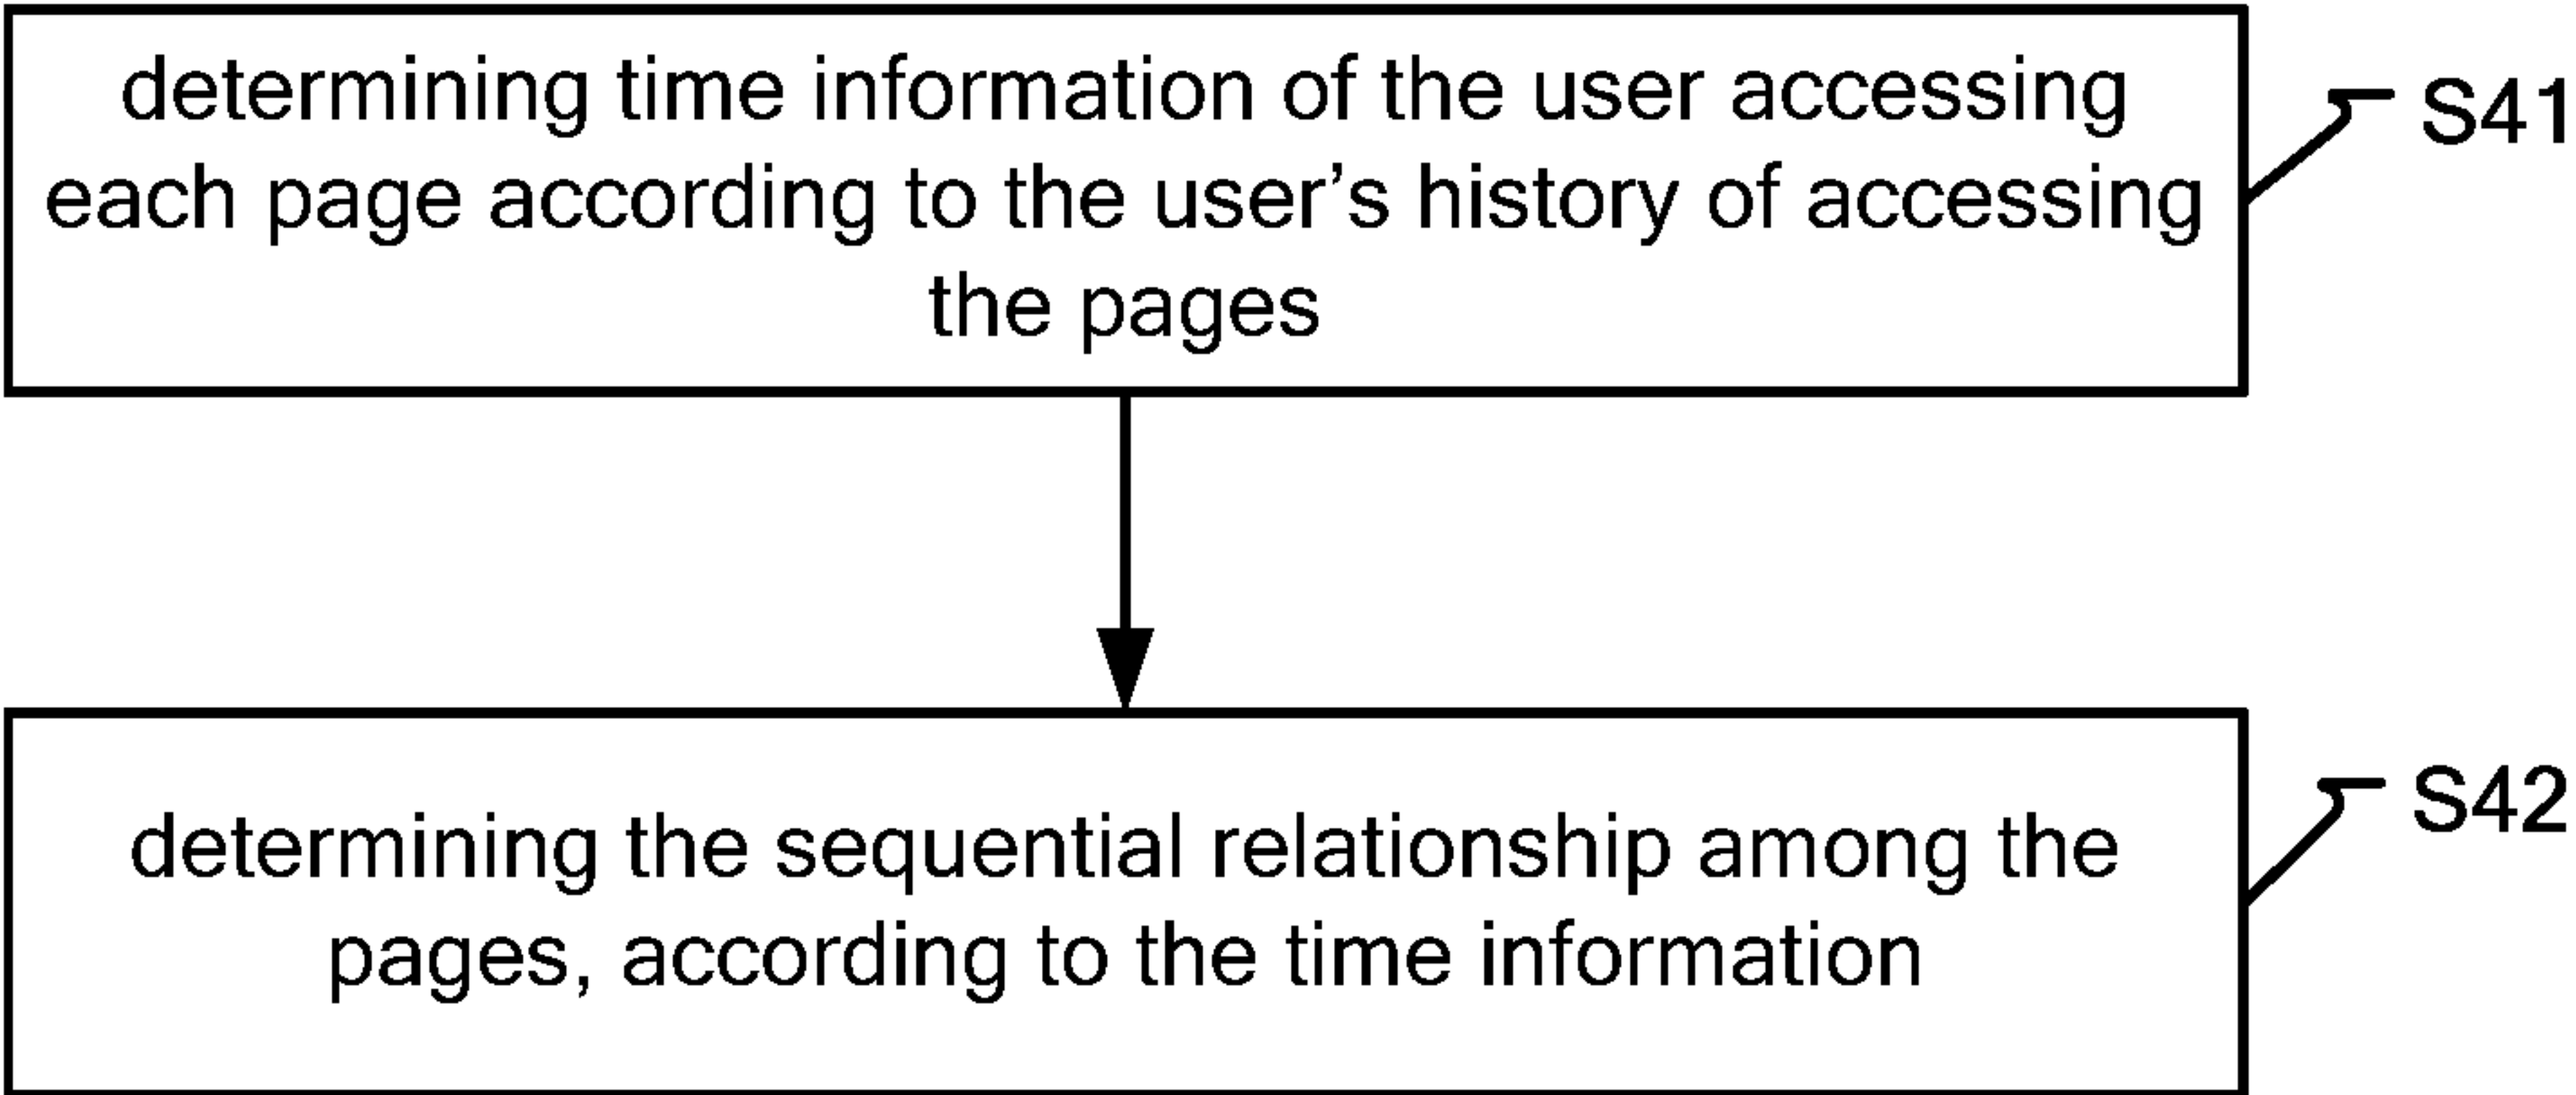 determining time information of the user accessing
each page according to the user’s history of accessing
the pages
S41
determining the sequential relationship among the
pages, according to the time information
S42